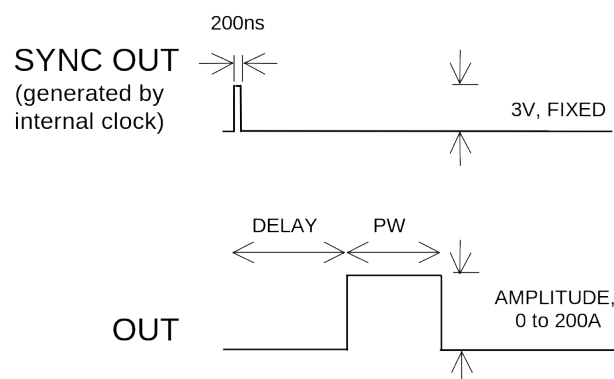 200ns
SYNC OUT
(generated by
internal clock)
3V, FIXED
DELAY
PW
AMPLITUDE,
0 to 200A
OUT